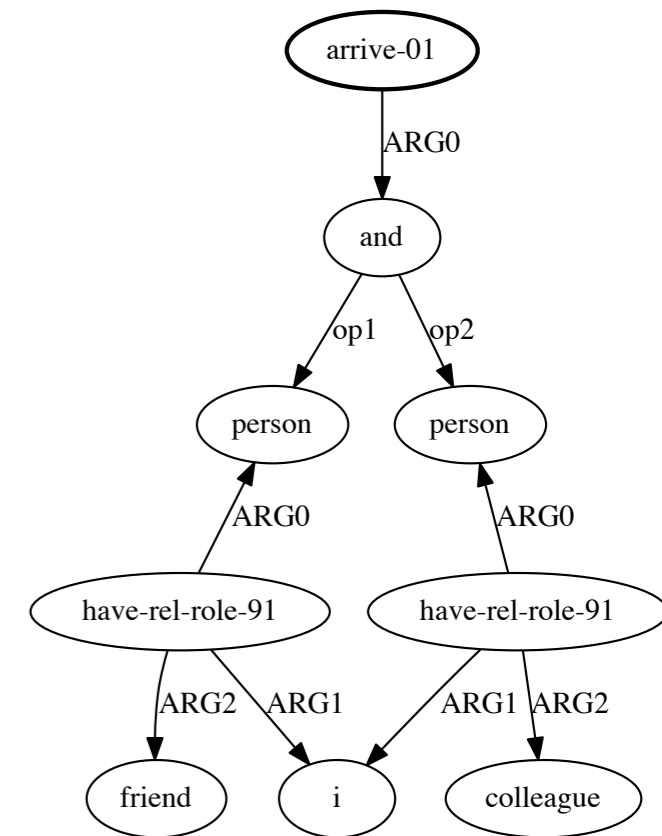 arrive-01
ARG0
and
op1 op2
person person
ARG0 ARG0
have-rel-role-91 have-rel-role-91
ARG2 ARG1 ARG1 ARG2
friend i colleague